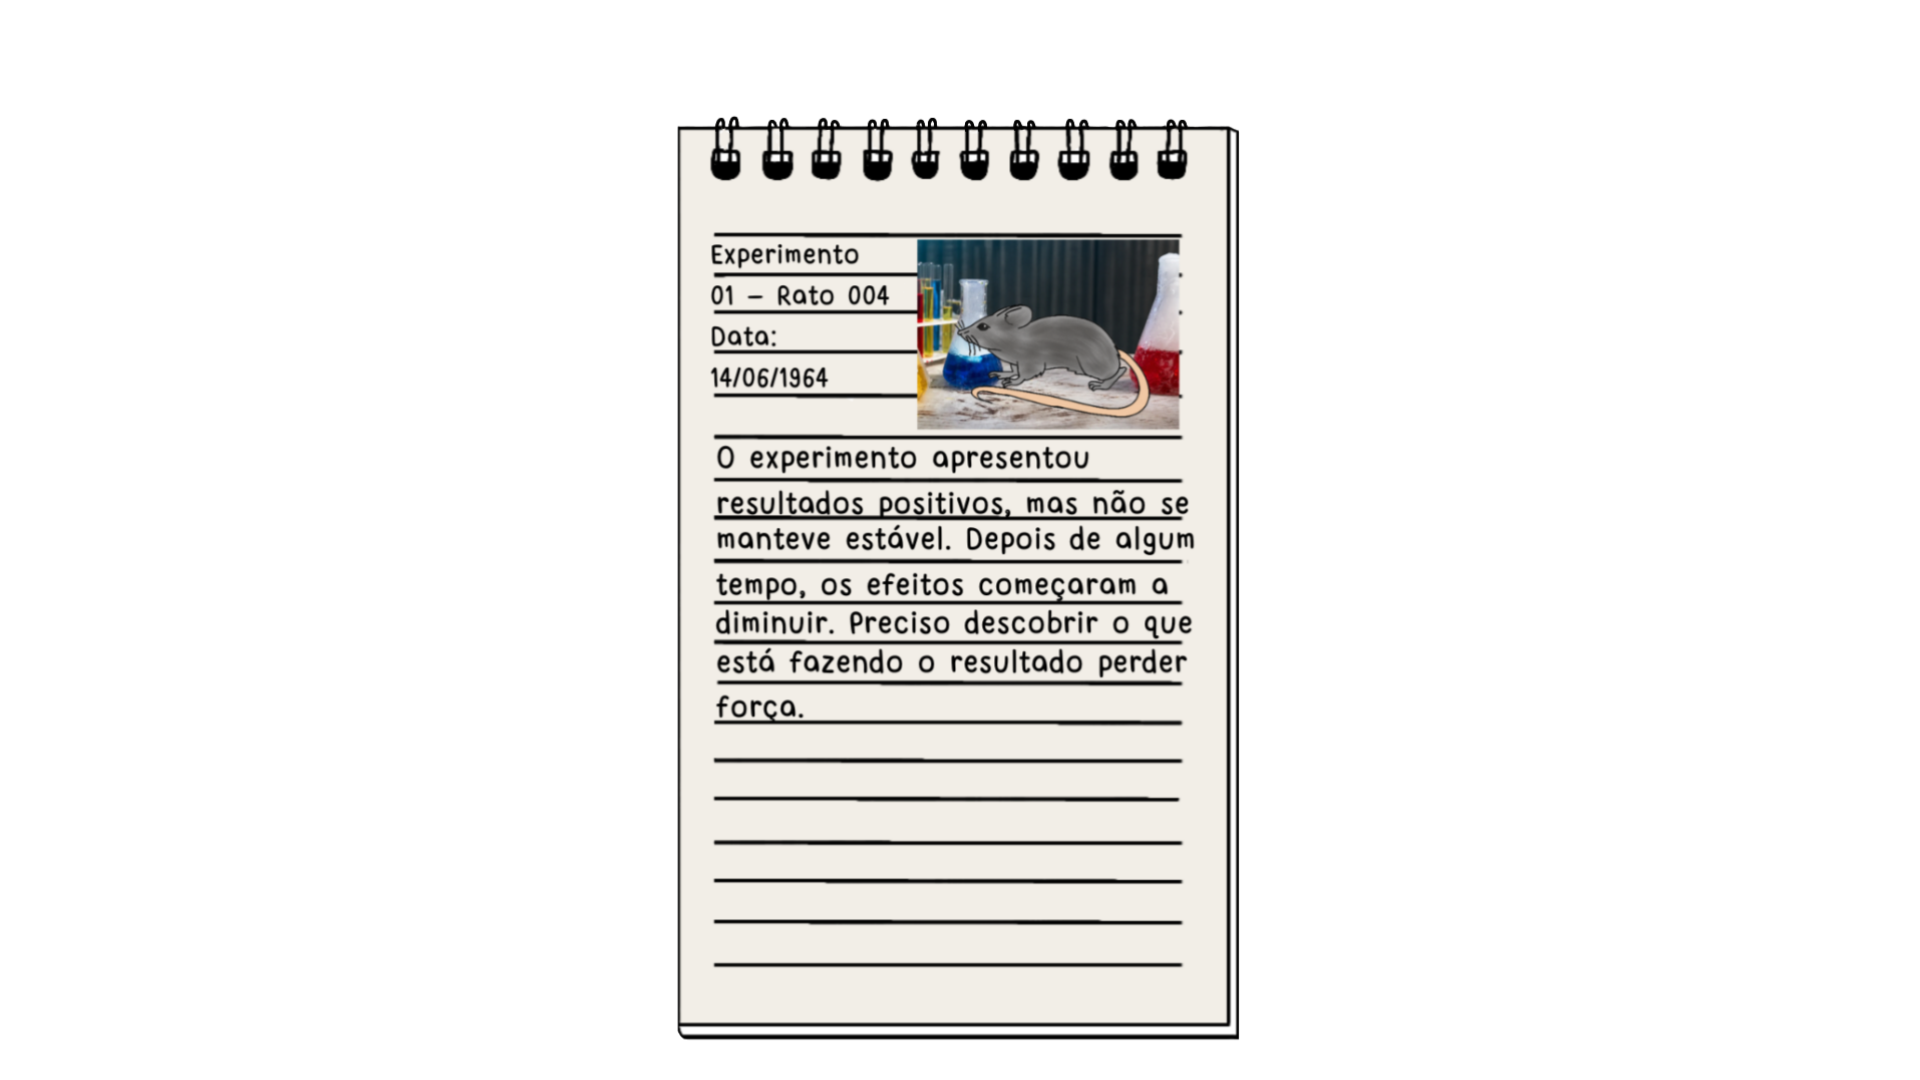 Experimento
01 – Rato 004
Data:
14/06/1964
O experimento apresentou
resultados positivos, mas não se
manteve estável. Depois de algum
tempo, os efeitos começaram a
diminuir. Preciso descobrir o que
está fazendo o resultado perder
força.